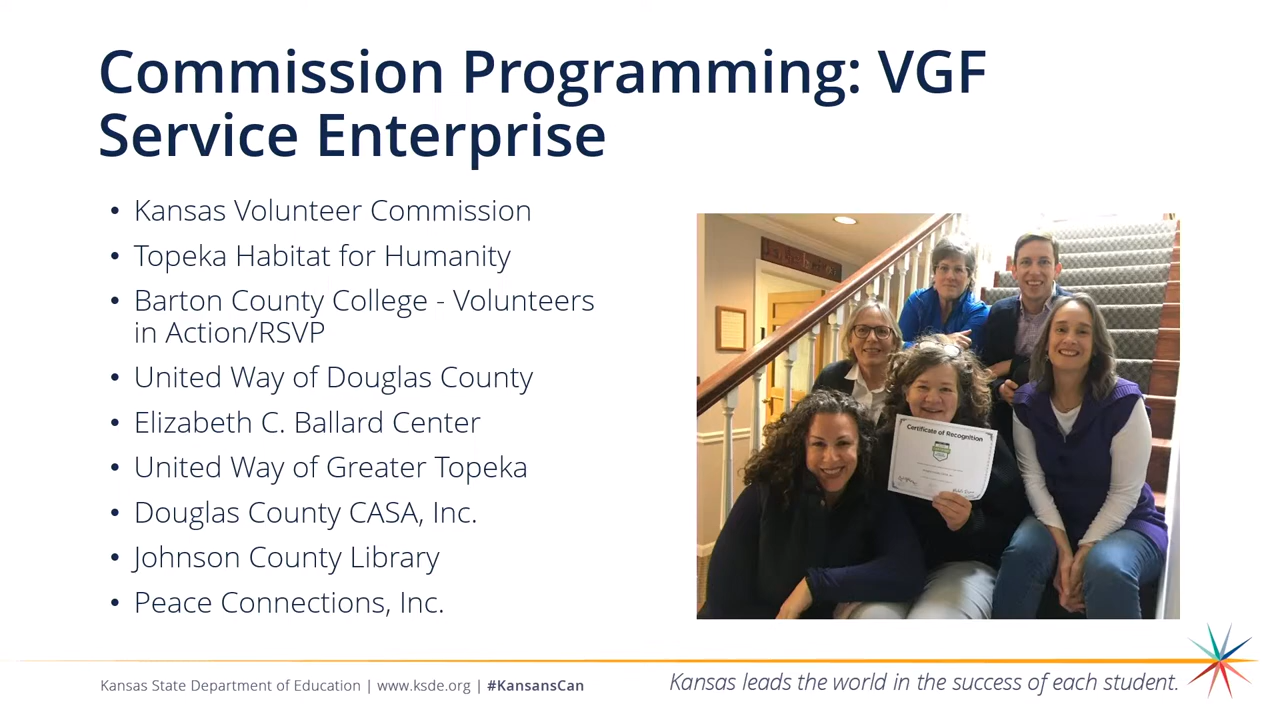 Commission Programming: VGF
Service Enterprise
• Kansas Volunteer Commission
• Topeka Habitat for Humanity
• Barton County College - Volunteers
in Action/RSVP
• United Way of Douglas County
• Elizabeth C. Ballard Center
• United Way of Greater Topeka
• Douglas County CASA, Inc.
• Johnson County Library
• Peace Connections, Inc.
Certificate of Recognition
Kansas State Department of Education | www.ksde.org | #KansansCan
Kansas leads the world in the success of each student.